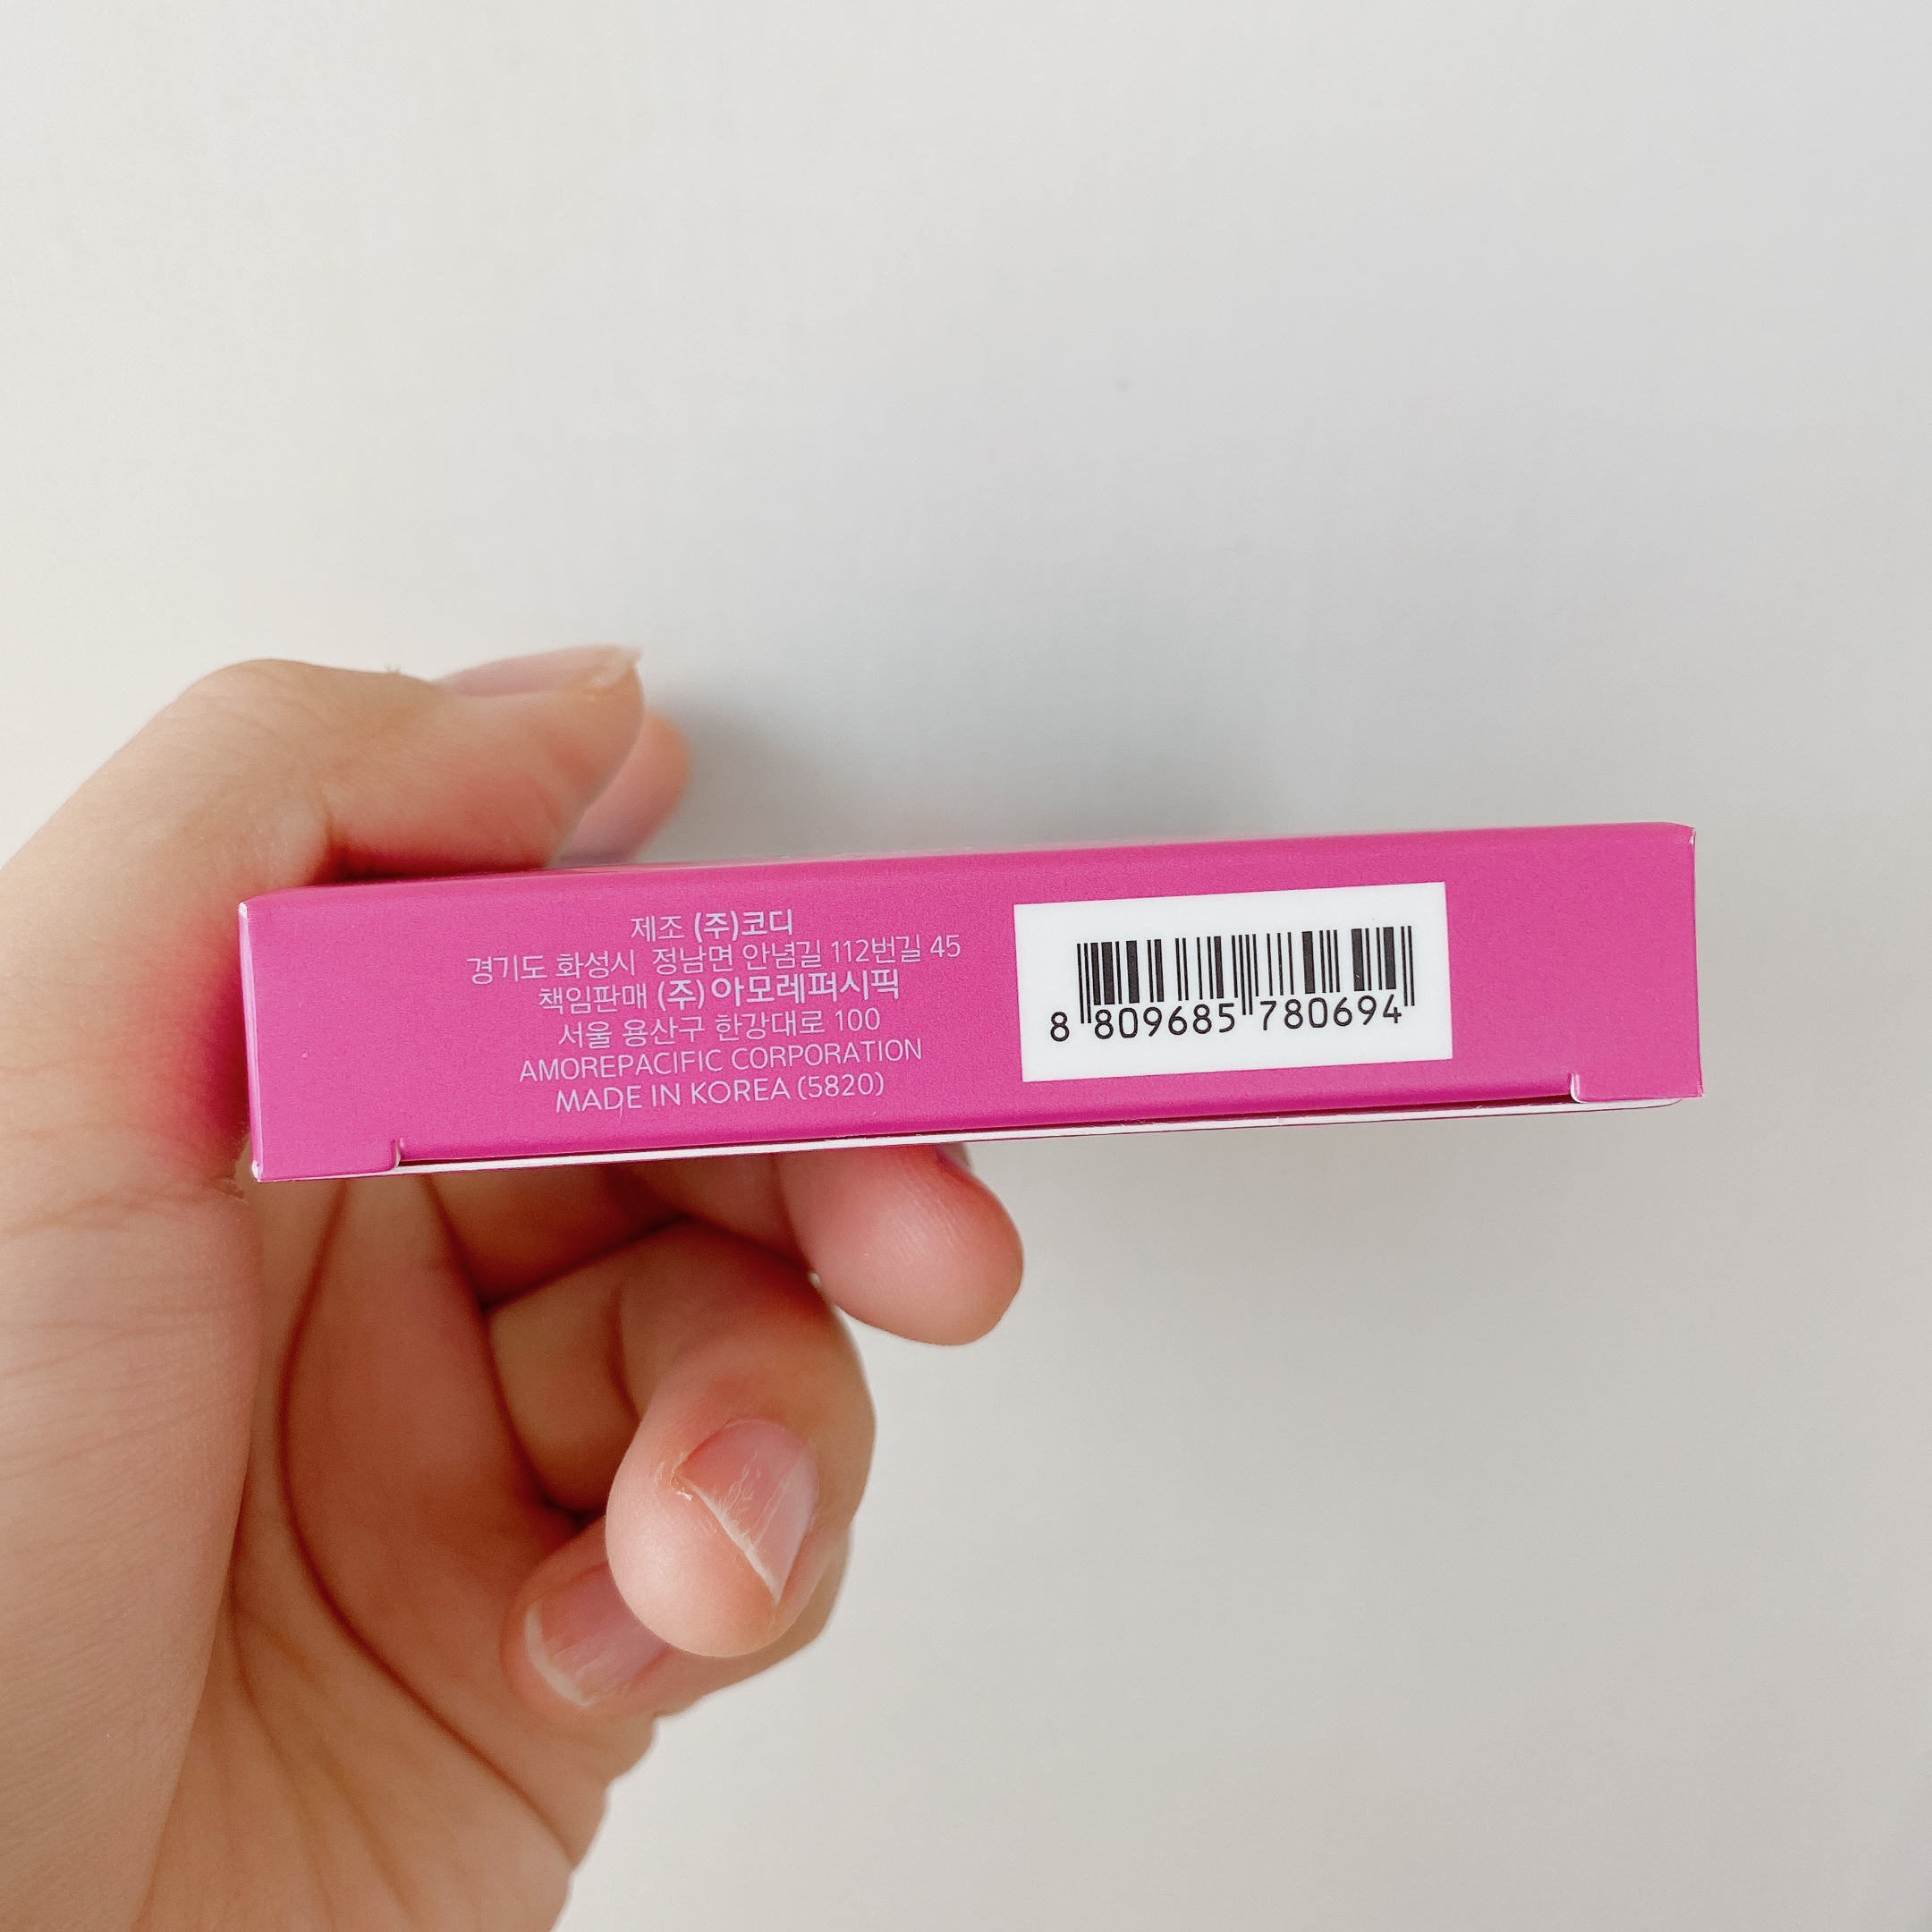 제조 (주)코디
경기도 화성시 정남면 안념길 112번길 45
책임판매 (주)아모레퍼시픽
서울 용산구 한강대로 100
AMOREPACIFIC CORPORATION
MADE IN KOREA (5820)
8 809685 780694